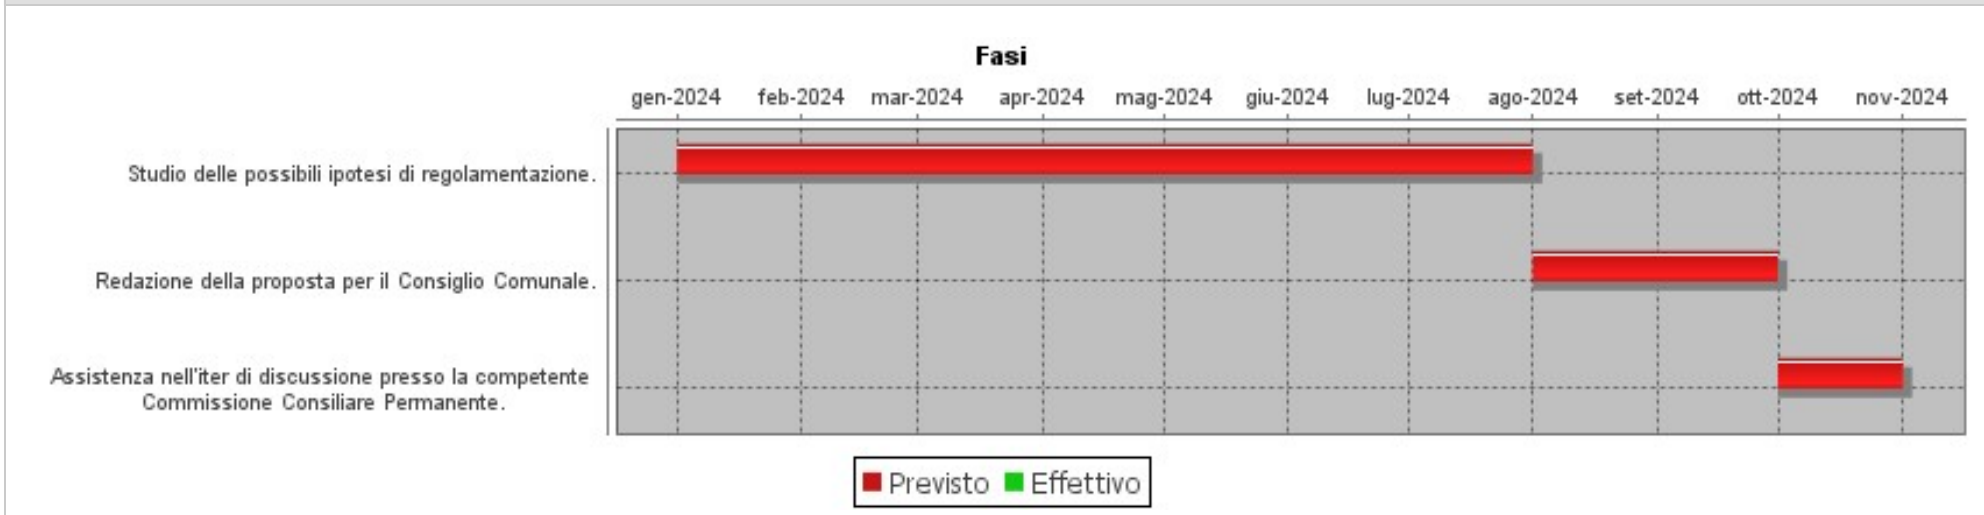 Fasi
gen-2024 feb-2024 mar-2024 apr-2024 mag-2024 giu-2024 lug-2024 ago-2024 set-2024 ott-2024 nov-2024
Studio delle possibili ipotesi di regolamentazione.
Redazione della proposta per il Consiglio Comunale.
Assistenza nell'iter di discussione presso la competente
Commissione Consiliare Permanente.
Previsto Effettivo